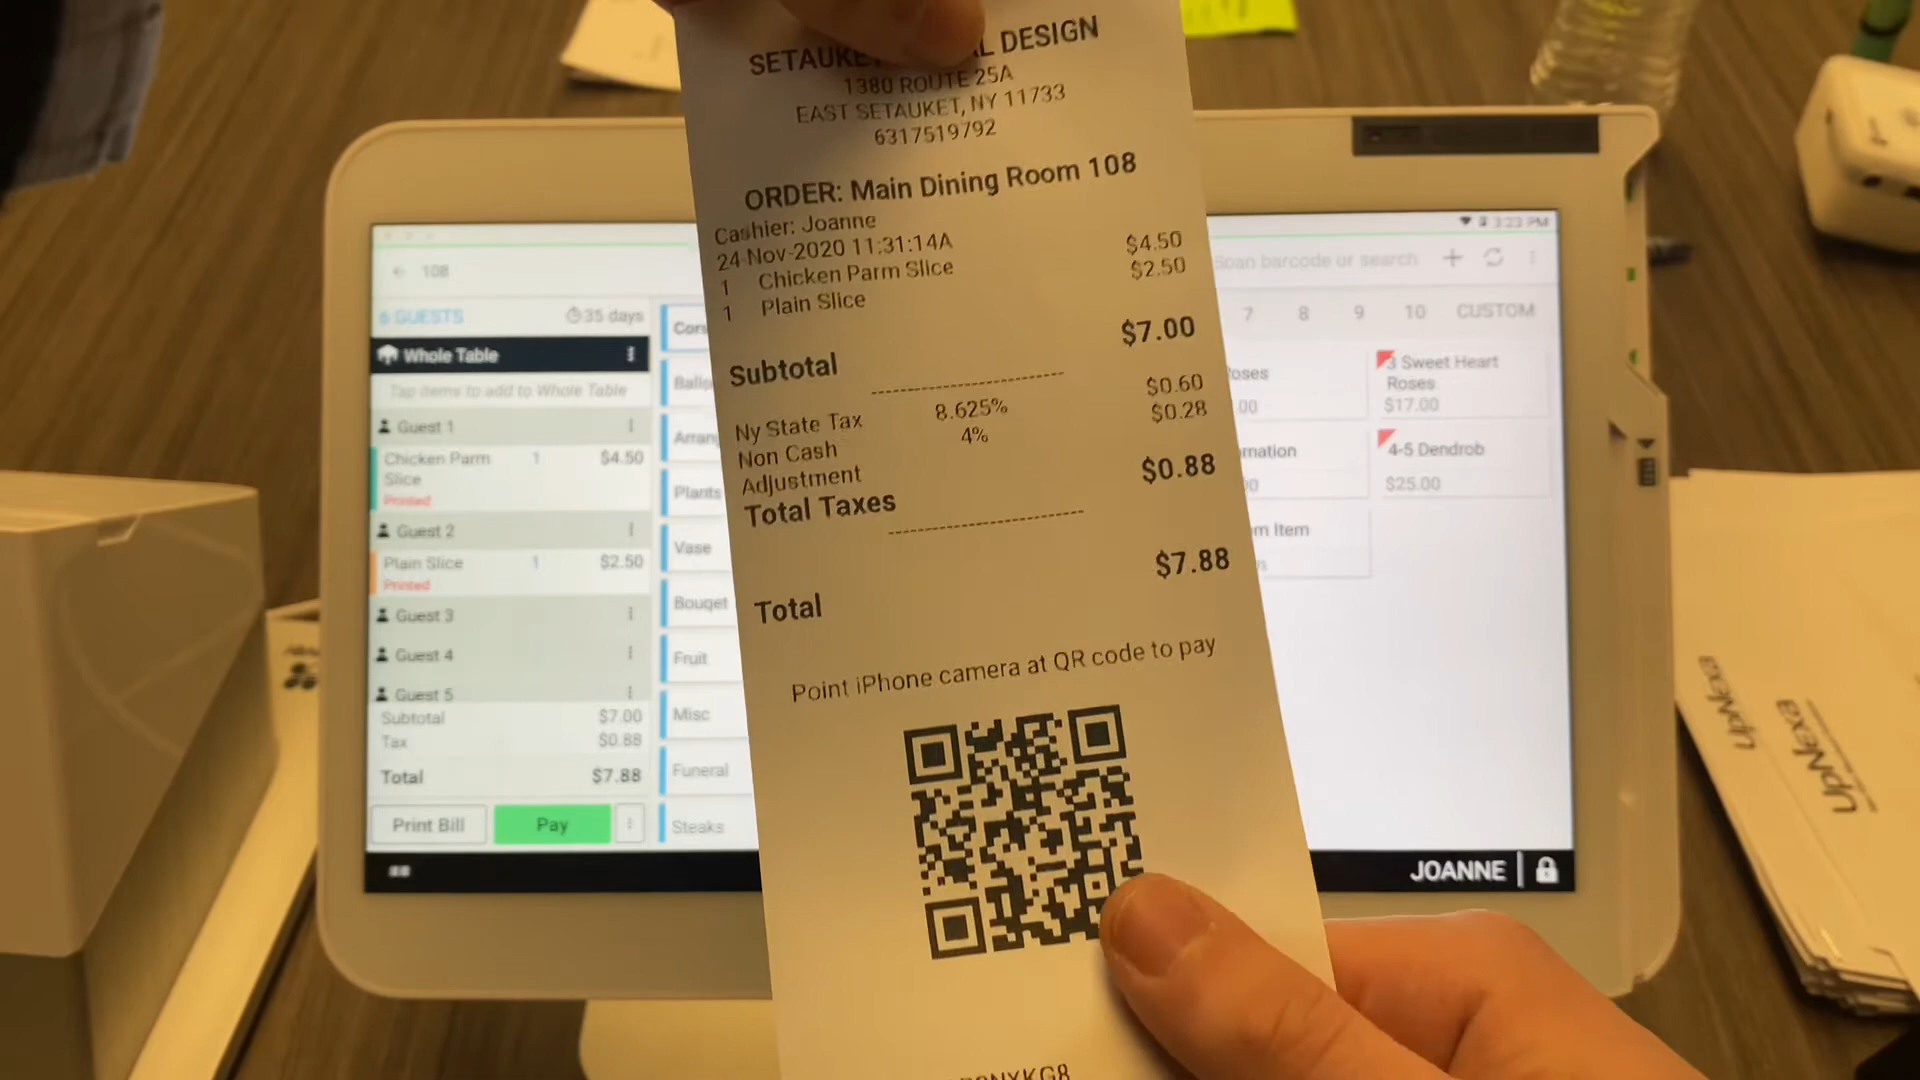 DESIGN
1380 ROUTE 25A
EAST SETAUKET, NY 11733
6317519792
ORDER: Main Dining Room 108
Cashier: Joanne
24-Nov-2020 11:31:14A
1 Chicken Parm Slice $4.50
1 Plain Slice $2.50
Subtotal $7.00
Ny State Tax 8.625% $0.60
Non Cash 4% $0.28
Adjustment
Total Taxes $0.88
Total $7.88
Point iPhone camera at QR code to pay
108
6 GUESTS 35 days
Whole Table
Tap items to add to Whole Table
Guest 1
Chicken Parm 1 $4.50
Slice
Printed
Guest 2
Plain Slice 1 $2.50
Printed
Guest 3
Guest 4
Guest 5
Subtotal $7.00
Tax $0.88
Total $7.88
Print Bill Pay
Plants
Vase
Bouqet
Fruit
Misc
Funeral
Steaks
3:23 PM
Scan barcode or search
7 8 9 10 CUSTOM
3 Sweet Heart
Roses
$17.00
4-5 Dendrob
$25.00
Item
JOANNE
UpNexa
UpNexa